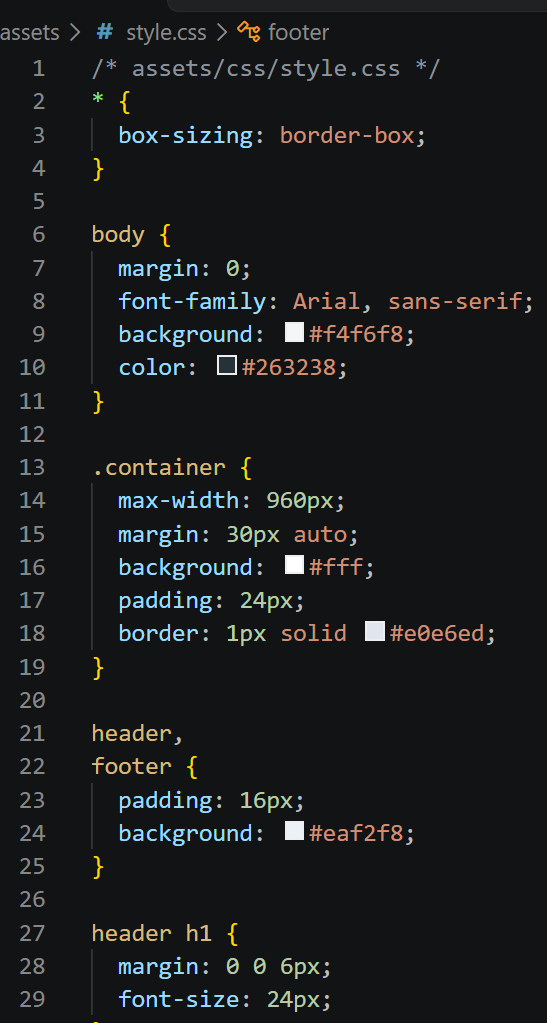 assets > # style.css > footer
1 /* assets/css/style.css */
2 * {
3   box-sizing: border-box;
4 }
5
6 body {
7   margin: 0;
8   font-family: Arial, sans-serif;
9   background: #f4f6f8;
10   color: #263238;
11 }
12
13 .container {
14   max-width: 960px;
15   margin: 30px auto;
16   background: #fff;
17   padding: 24px;
18   border: 1px solid #e0e6ed;
19 }
20
21 header,
22 footer {
23   padding: 16px;
24   background: #eaf2f8;
25 }
26
27 header h1 {
28   margin: 0 0 6px;
29   font-size: 24px;